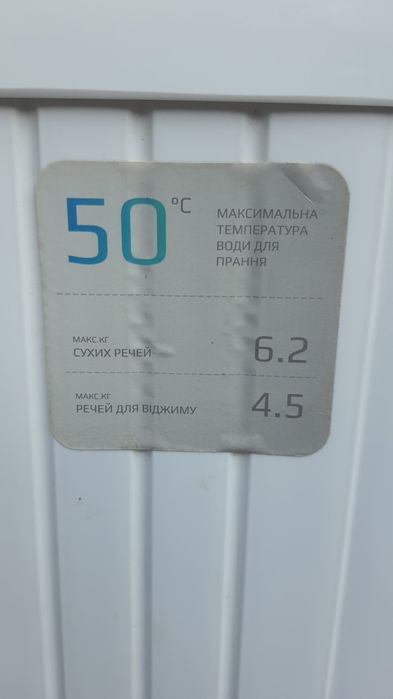 50 °C
МАКСИМАЛЬНА
ТЕМПЕРАТУРА
ВОДИ ДЛЯ
ПРАННЯ
МАКС.КГ
СУХИХ РЕЧЕЙ 6.2
МАКС.КГ
РЕЧЕЙ ДЛЯ ВІДЖИМУ 4.5